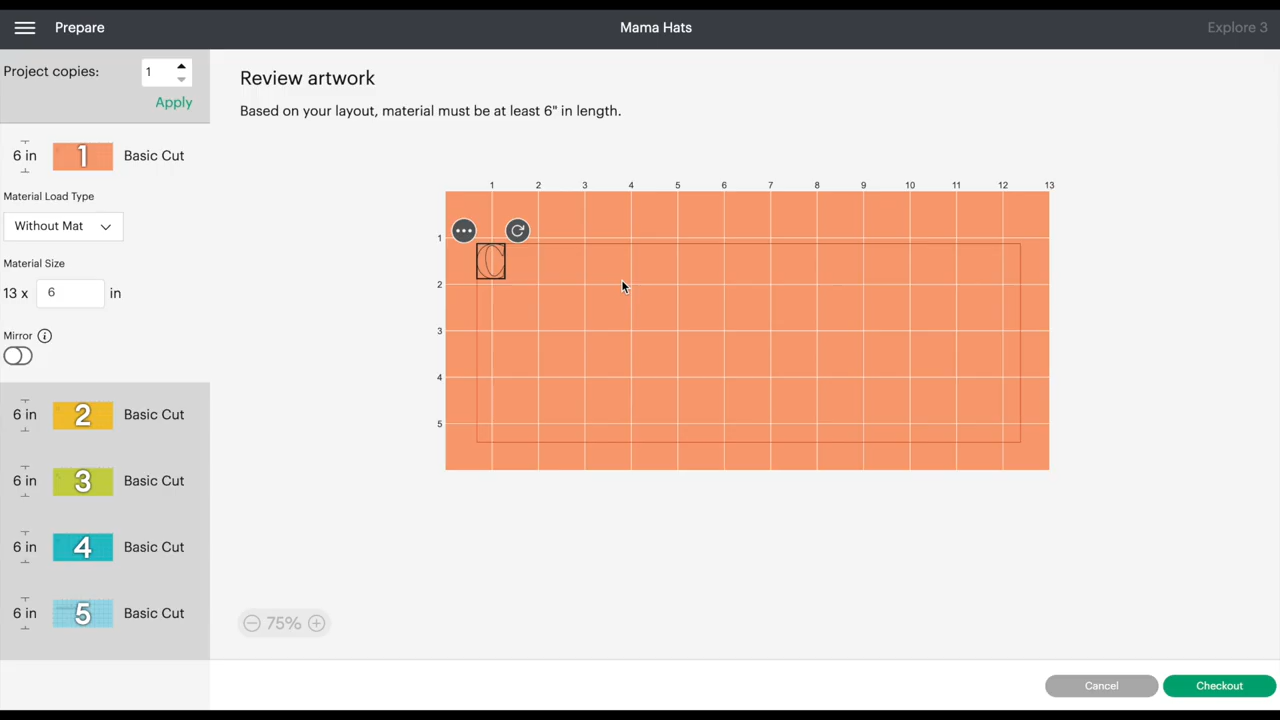 Prepare
Mama Hats
Explore 3
Project copies:
1
Apply
Review artwork
Based on your layout, material must be at least 6" in length.
6 in
1
Basic Cut
Material Load Type
Without Mat
Material Size
13 x
6
in
Mirror
i
1 2 3 4 5 6 7 8 9 10 11 12 13
1
C
2
3
4
5
6 in
2
Basic Cut
6 in
3
Basic Cut
6 in
4
Basic Cut
6 in
5
Basic Cut
75%
Cancel
Checkout